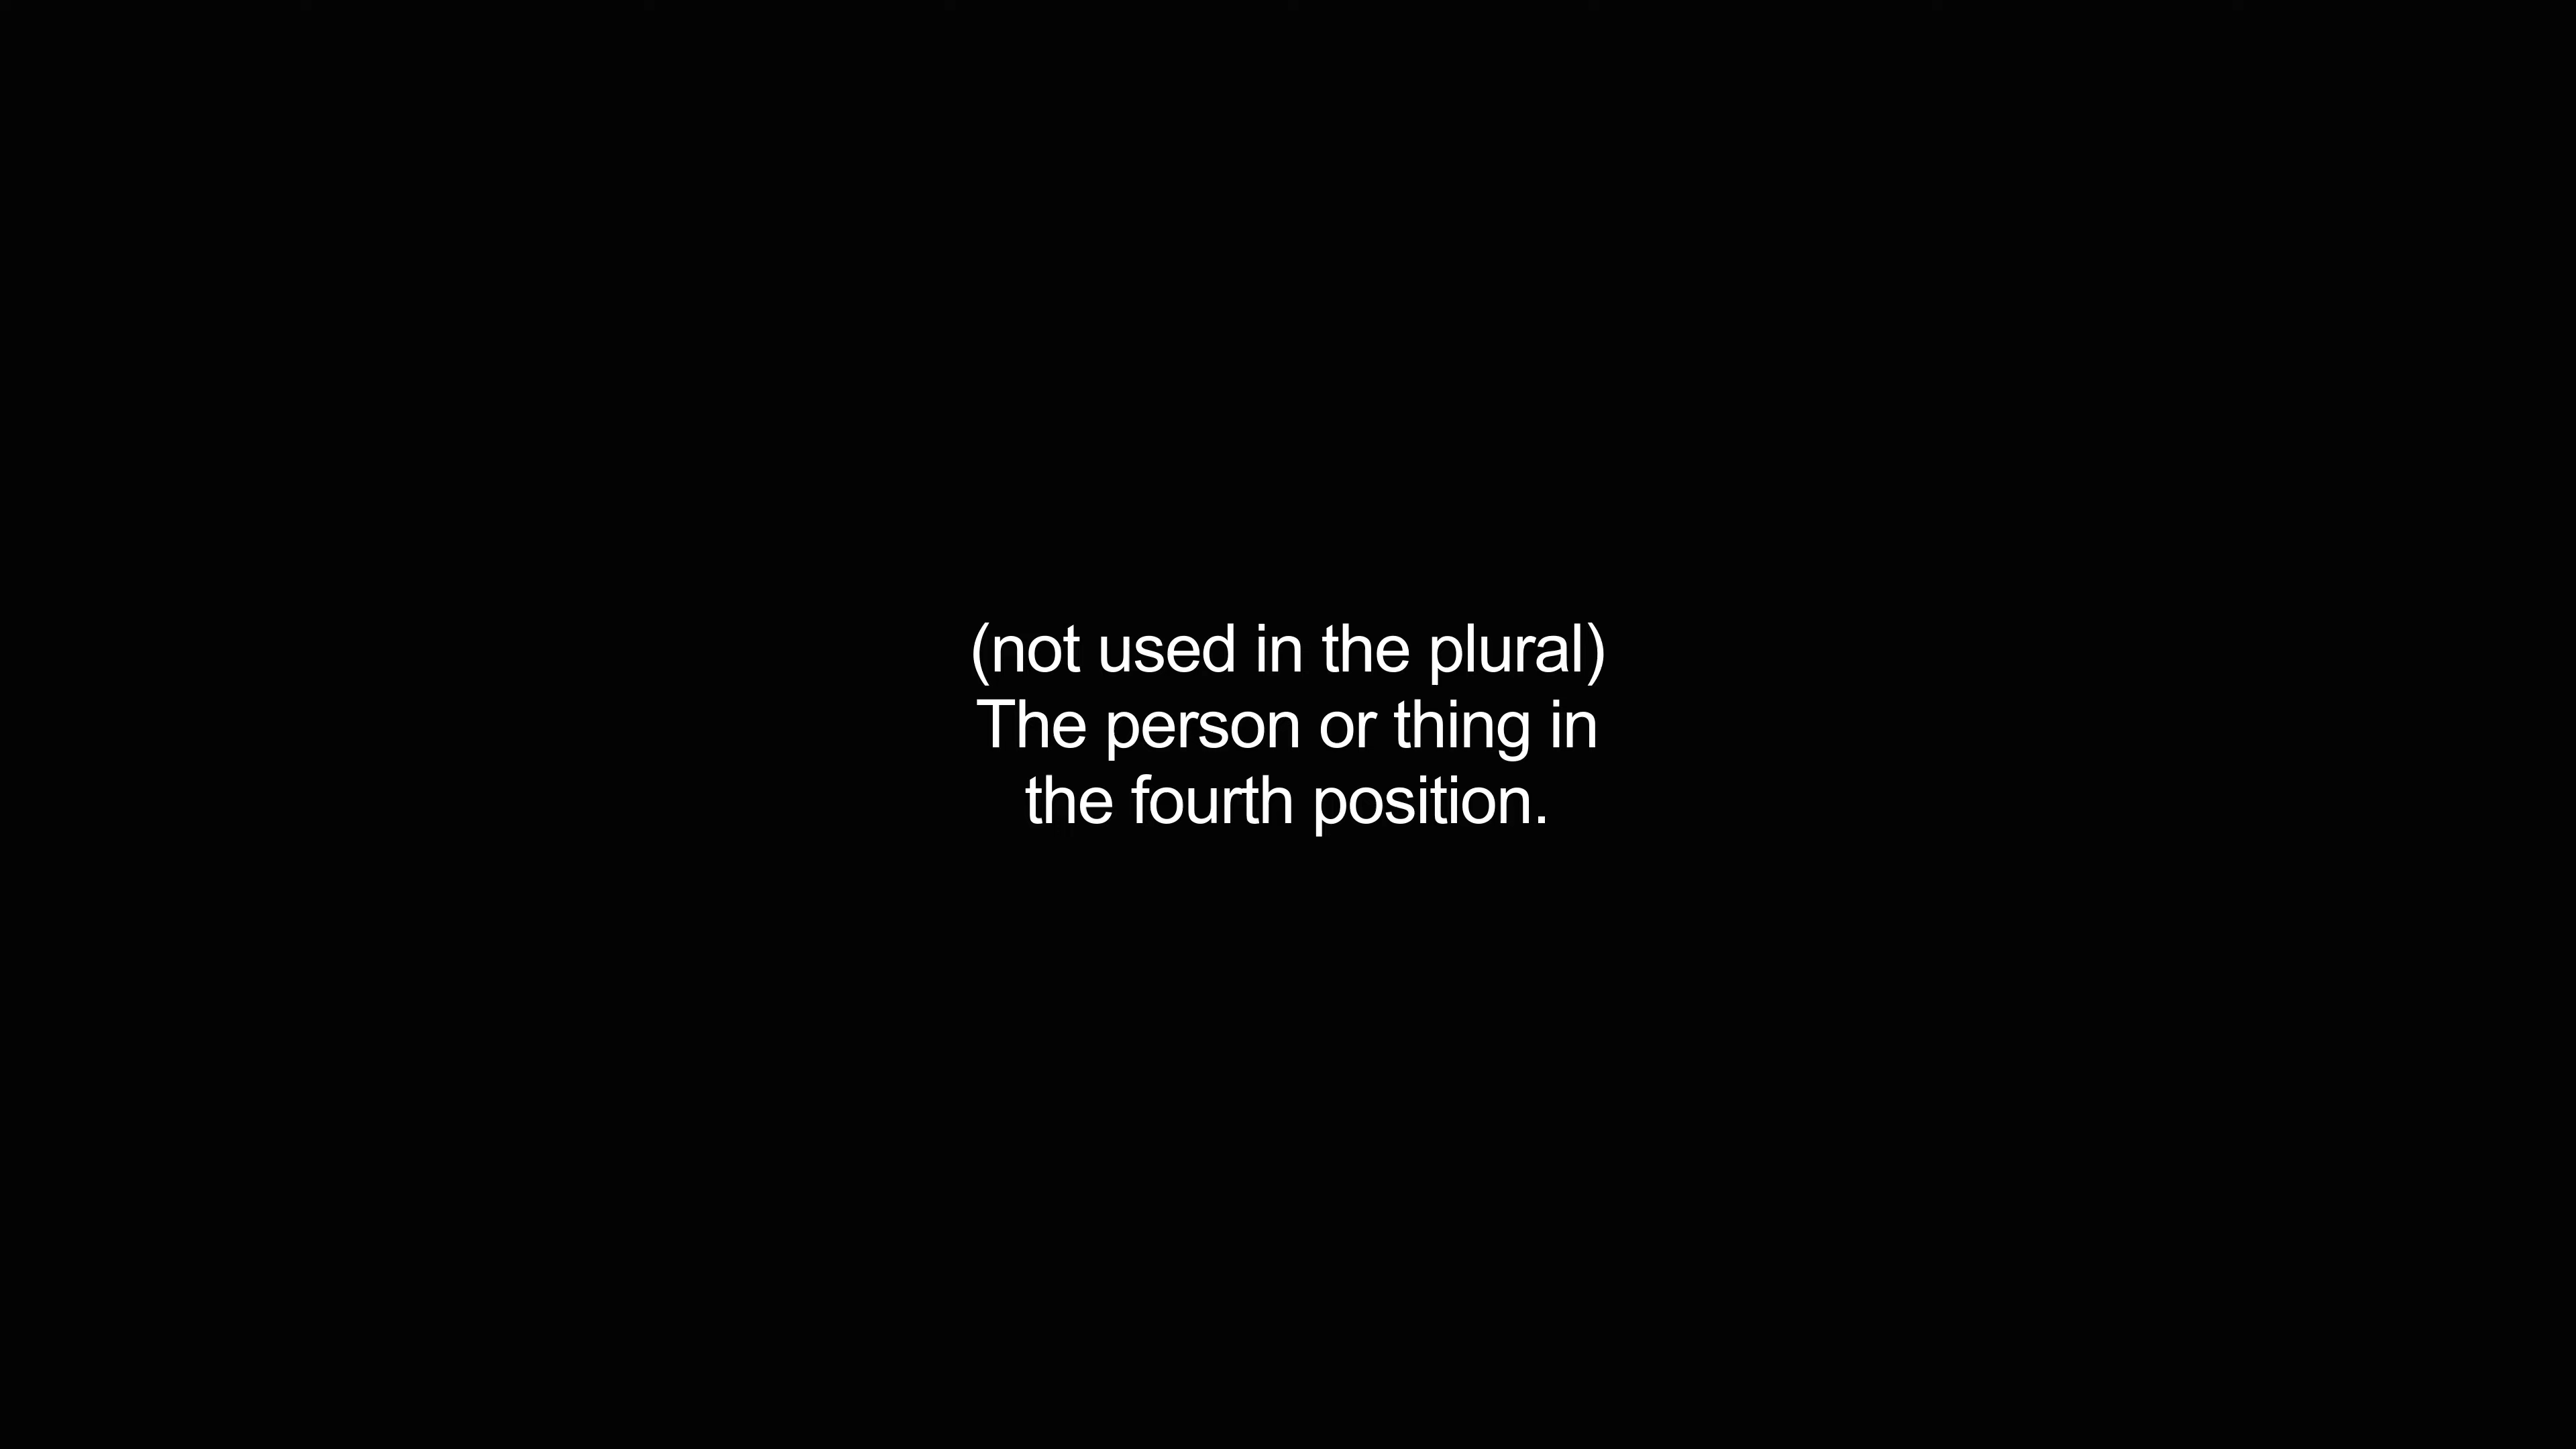 (not used in the plural)
The person or thing in
the fourth position.